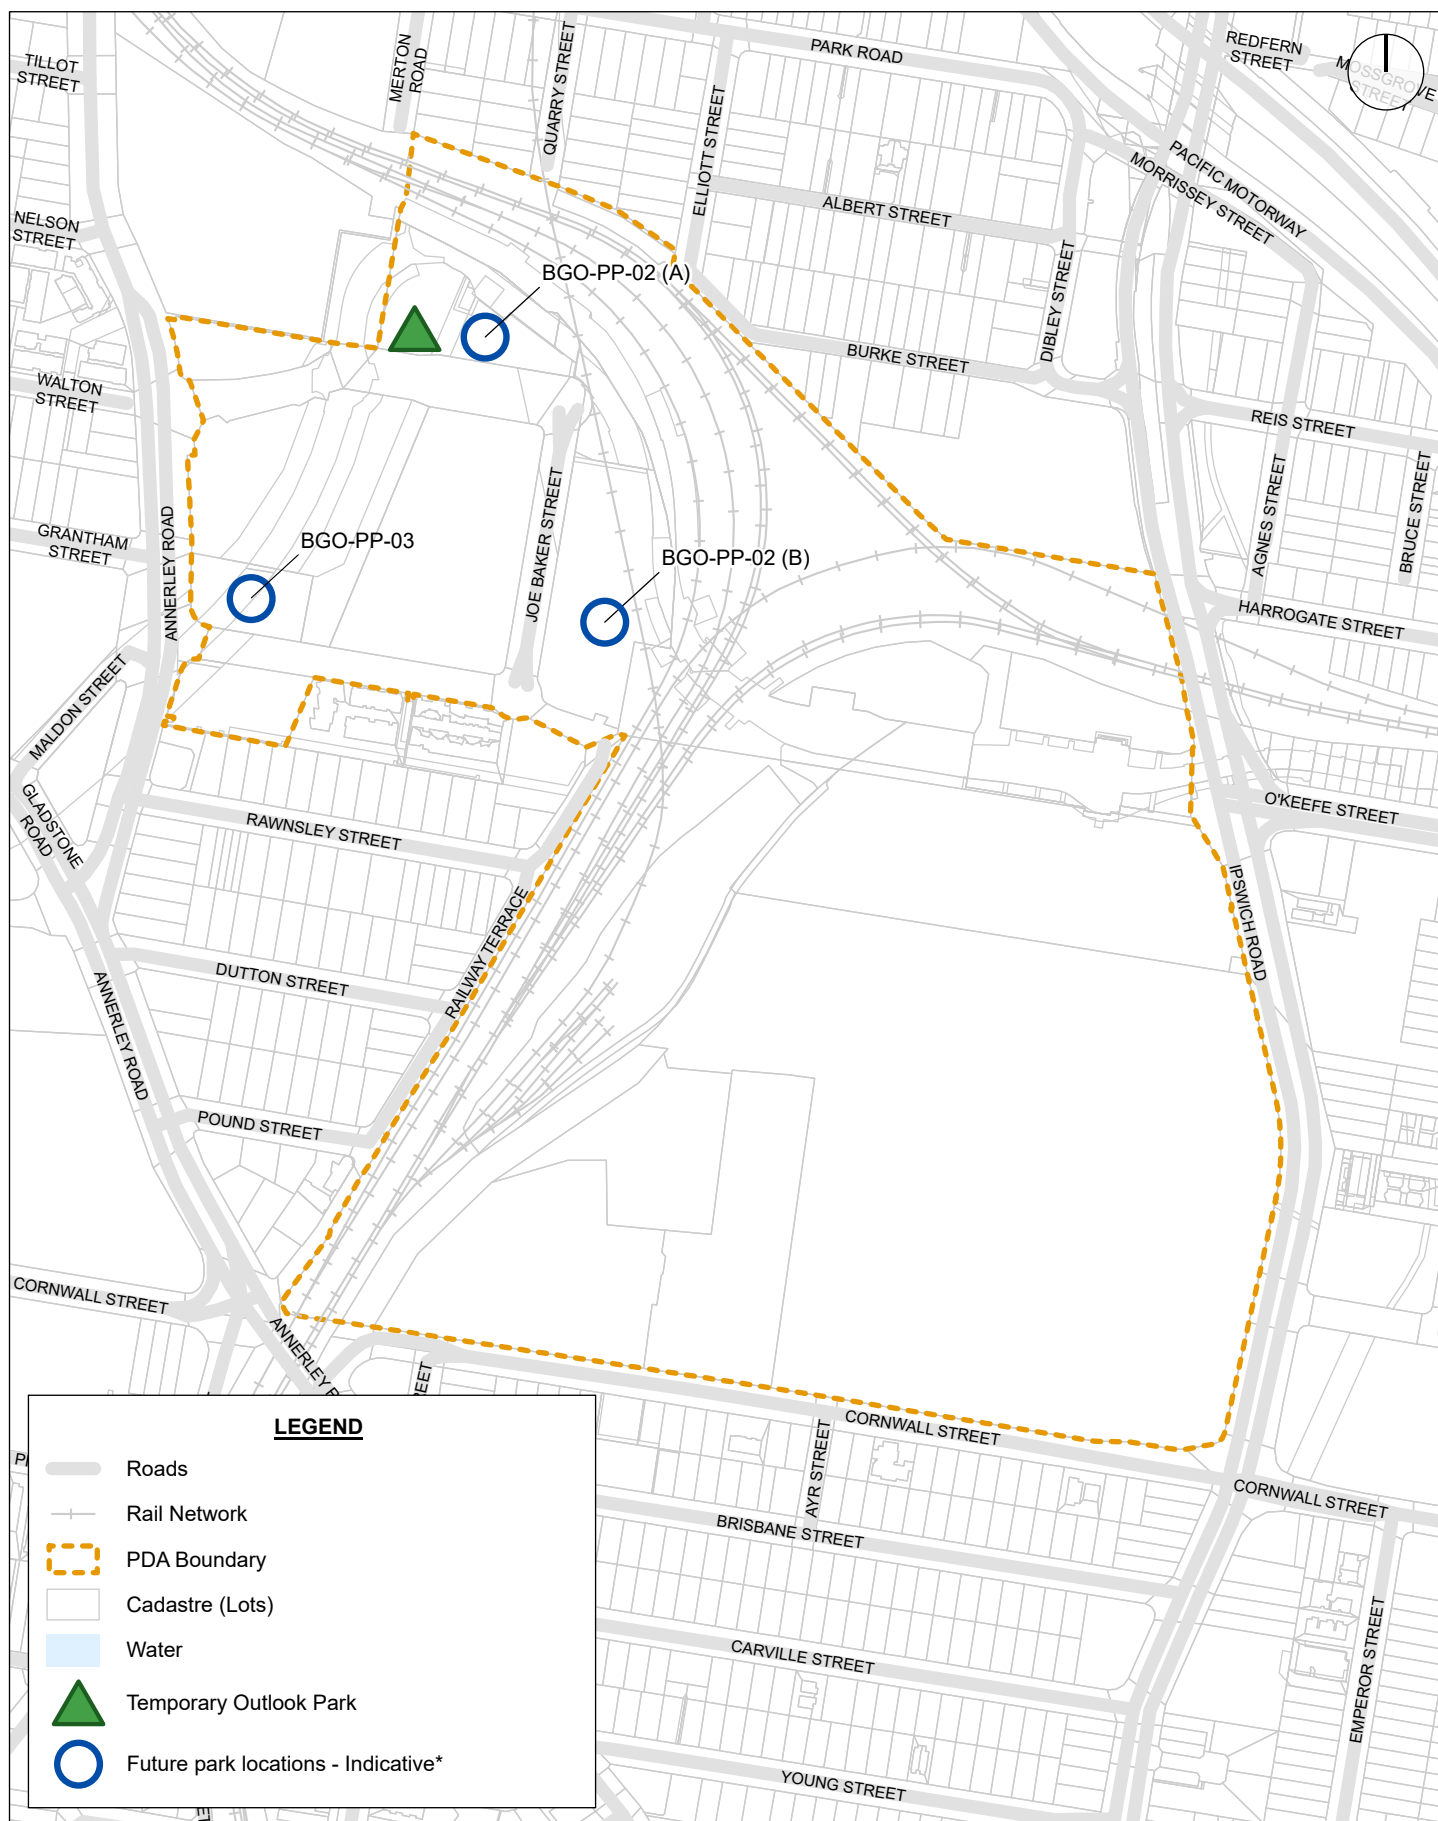 TILLOT
STREET
MERTON
ROAD
QUARRY STREET
PARK ROAD
REDFERN
STREET
MOSSGROVE
STREET
ELLIOTT STREET
PACIFIC MOTORWAY
MORRISSEY STREET
NELSON
STREET
ALBERT STREET
BGO-PP-02 (A)
DIBLEY STREET
BURKE STREET
WALTON
STREET
REIS STREET
AGNES STREET
BRUCE STREET
JOE BAKER STREET
GRANTHAM
STREET
ANNERLEY ROAD
BGO-PP-03
BGO-PP-02 (B)
HARROGATE STREET
MALDON STREET
GLADSTONE
ROAD
RAWNSLEY STREET
O'KEEFE STREET
IPSWICH ROAD
RAILWAY TERRACE
DUTTON STREET
ANNERLEY ROAD
POUND STREET
CORNWALL STREET
ANNERLEY R
EET
CORNWALL STREET
AYR STREET
CORNWALL STREET
BRISBANE STREET
CARVILLE STREET
EMPEROR STREET
YOUNG STREET
LEGEND
Roads
Rail Network
PDA Boundary
Cadastre (Lots)
Water
Temporary Outlook Park
Future park locations - Indicative*